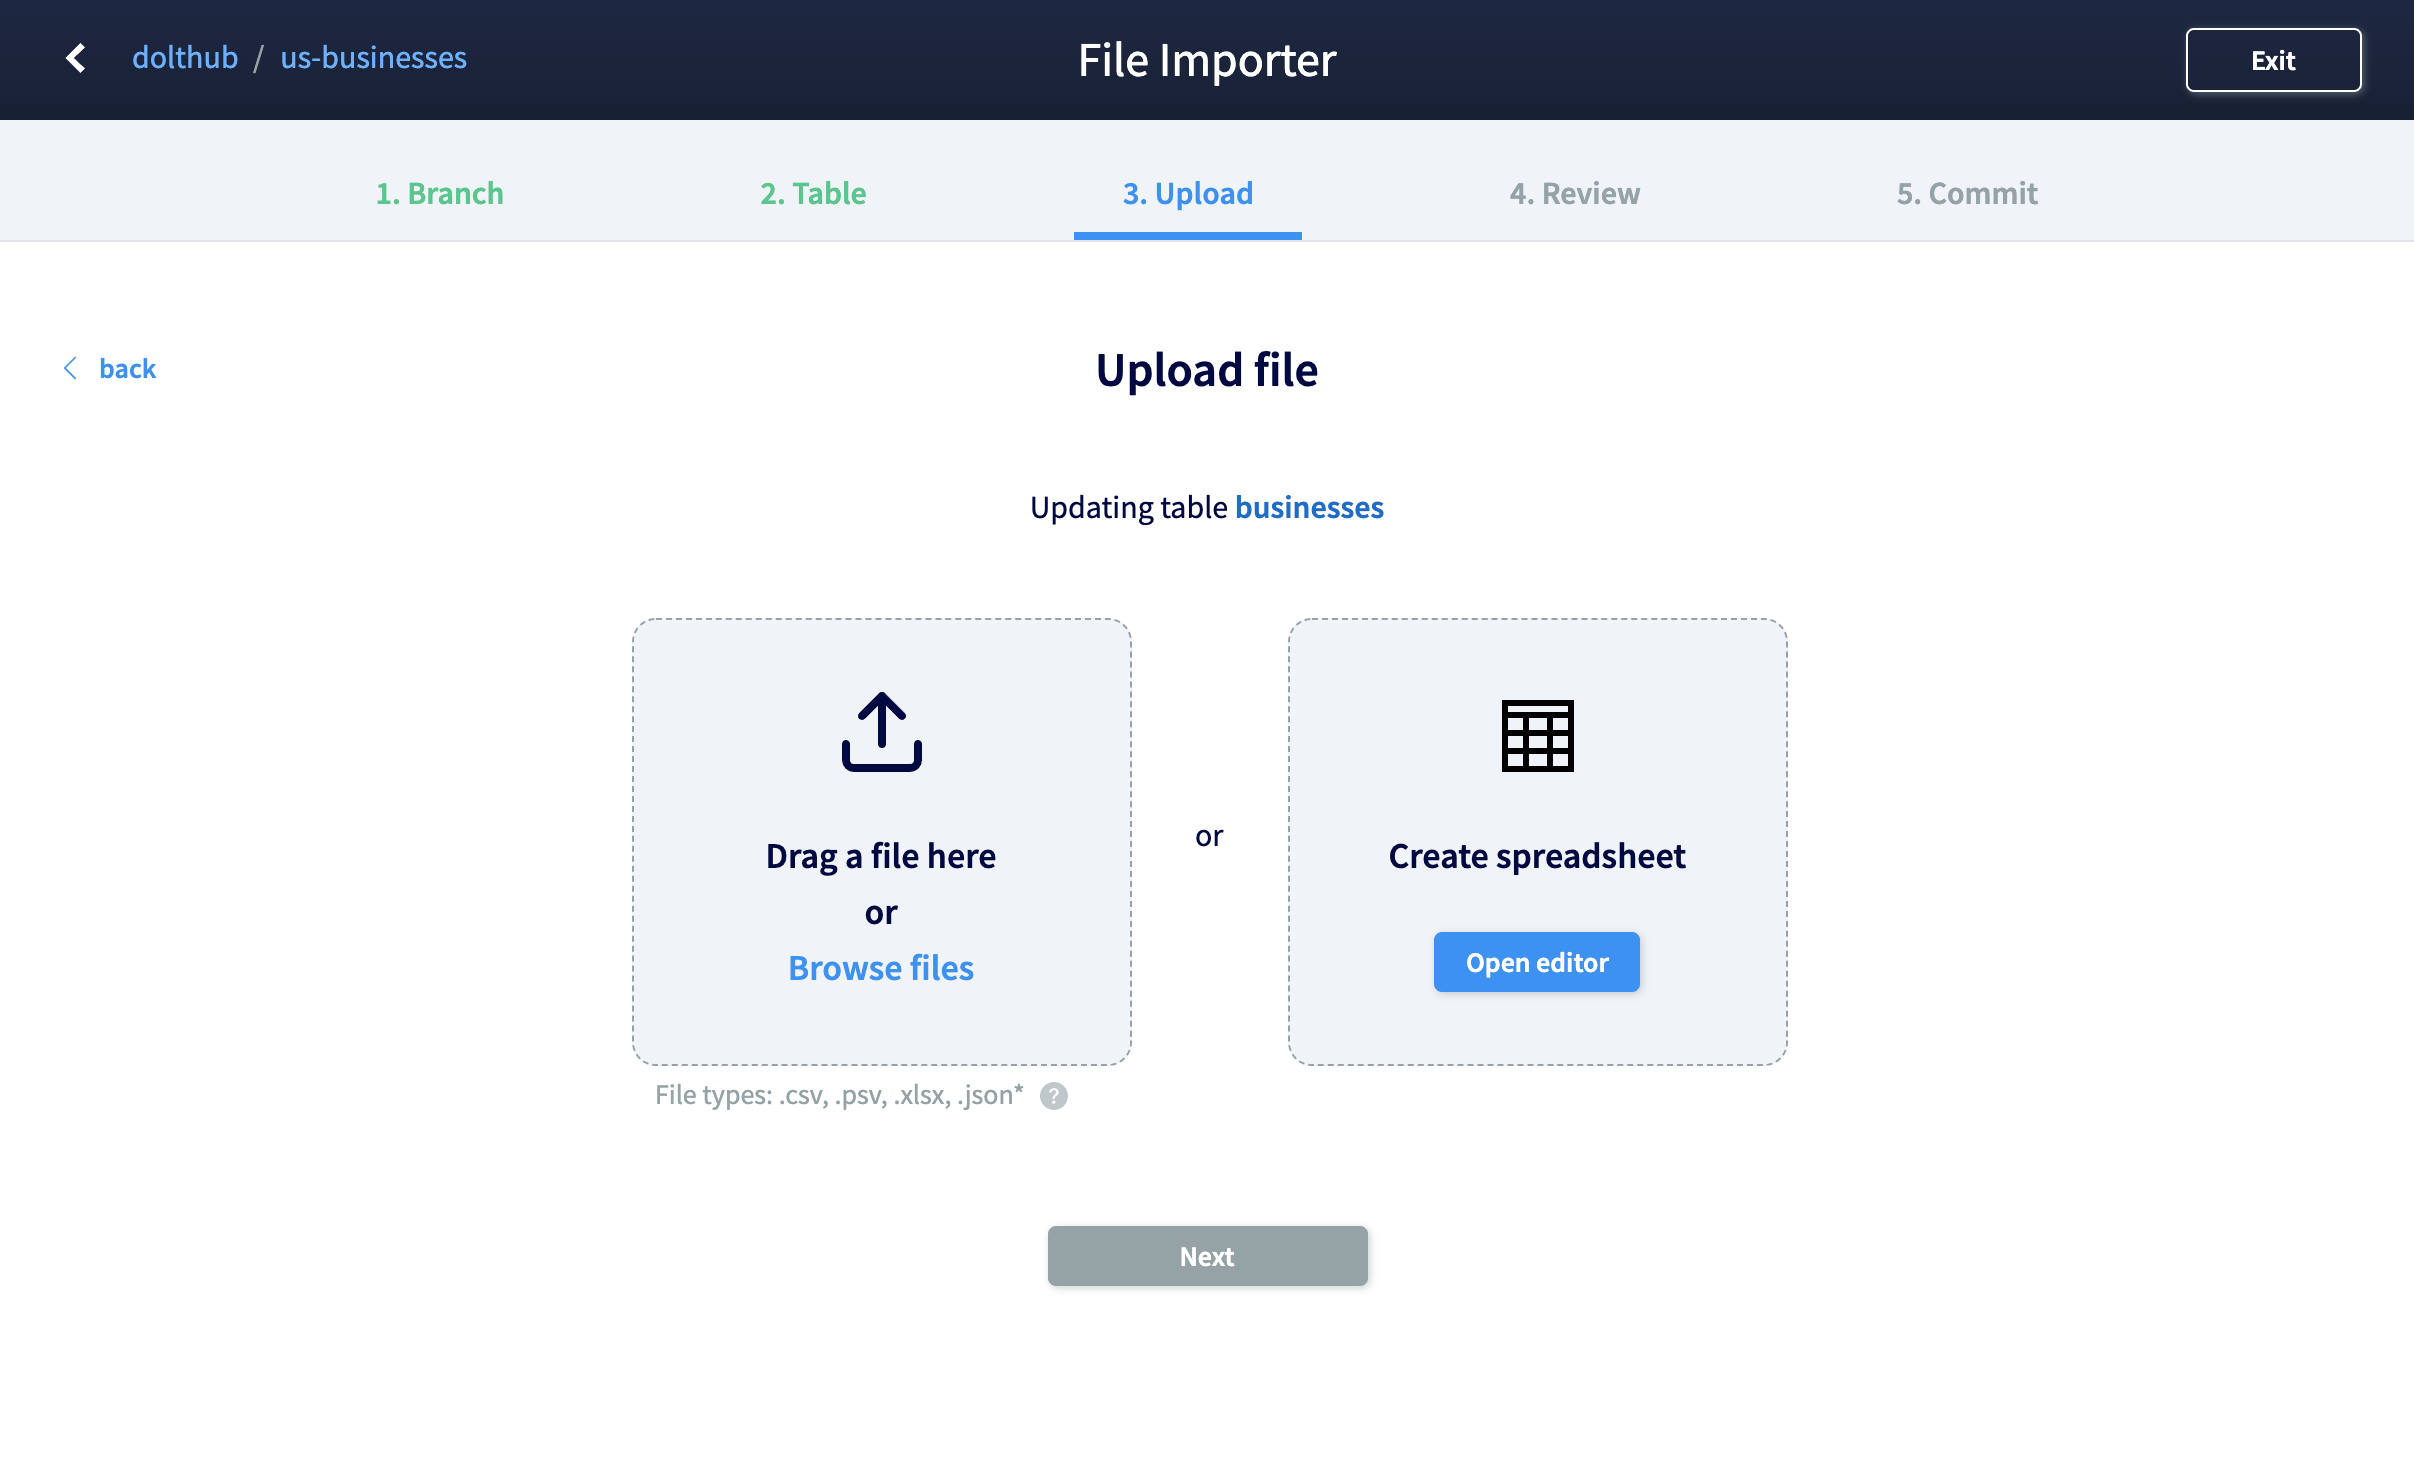 dolthub / us-businesses
File Importer
Exit
1. Branch
2. Table
3. Upload
4. Review
5. Commit
back
Upload file
Updating table businesses
Drag a file here
or
Browse files
or
Create spreadsheet
Open editor
File types: .csv, .psv, .xlsx, .json* ?
Next